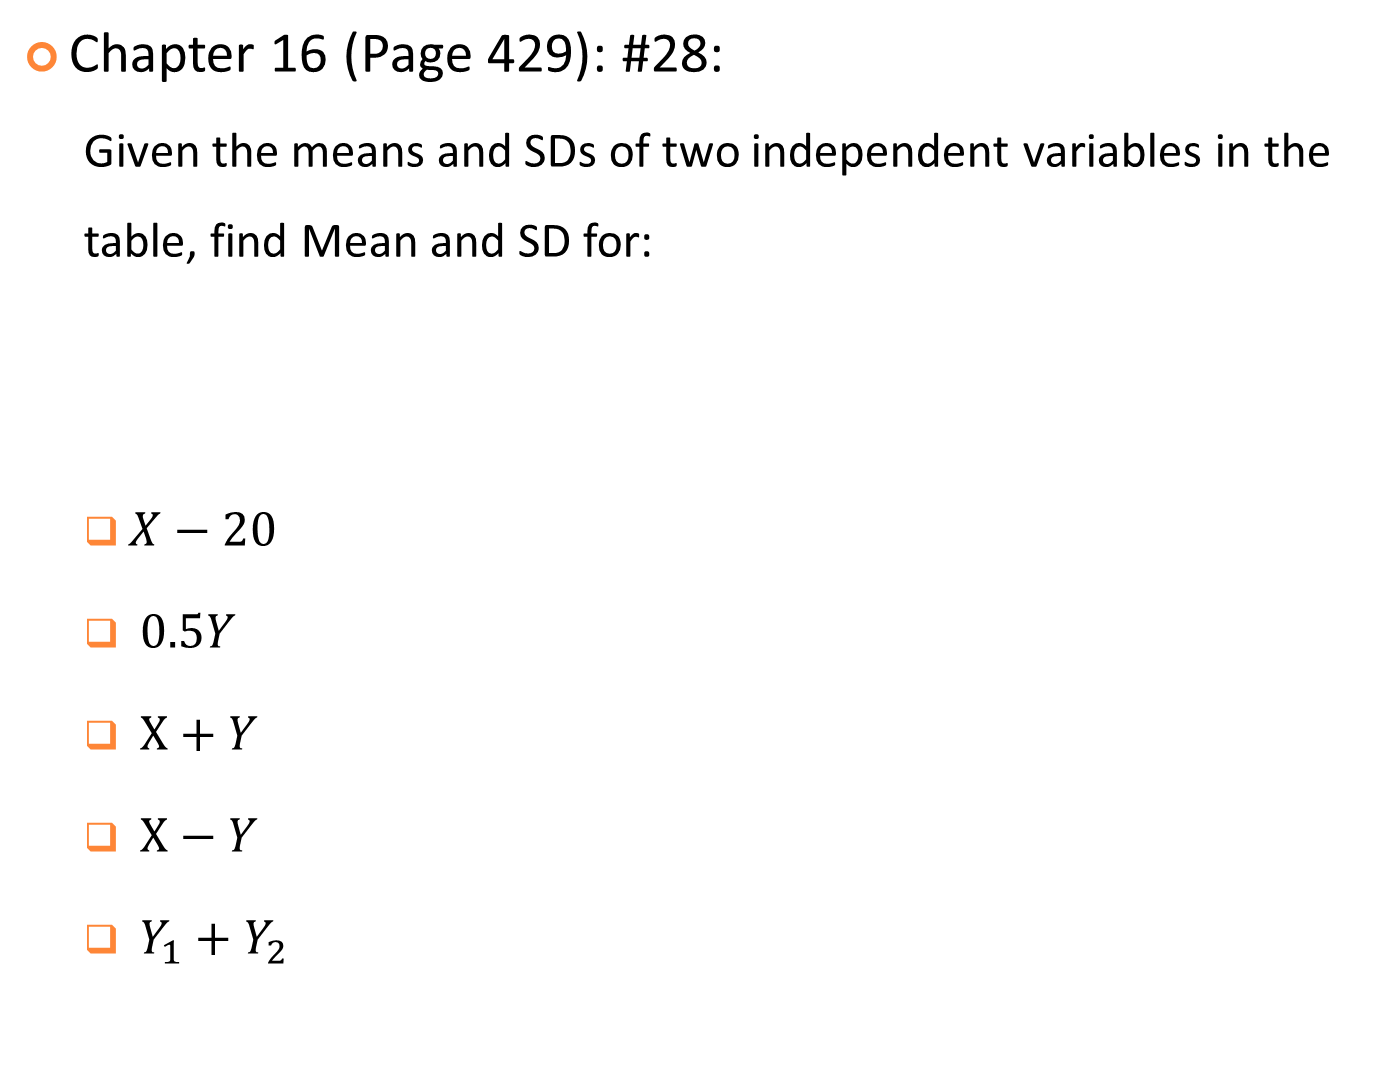 Chapter 16 (Page 429): #28:
Given the means and SDs of two independent variables in the
table, find Mean and SD for:
X − 20
0.5Y
X + Y
X − Y
Y₁ + Y₂